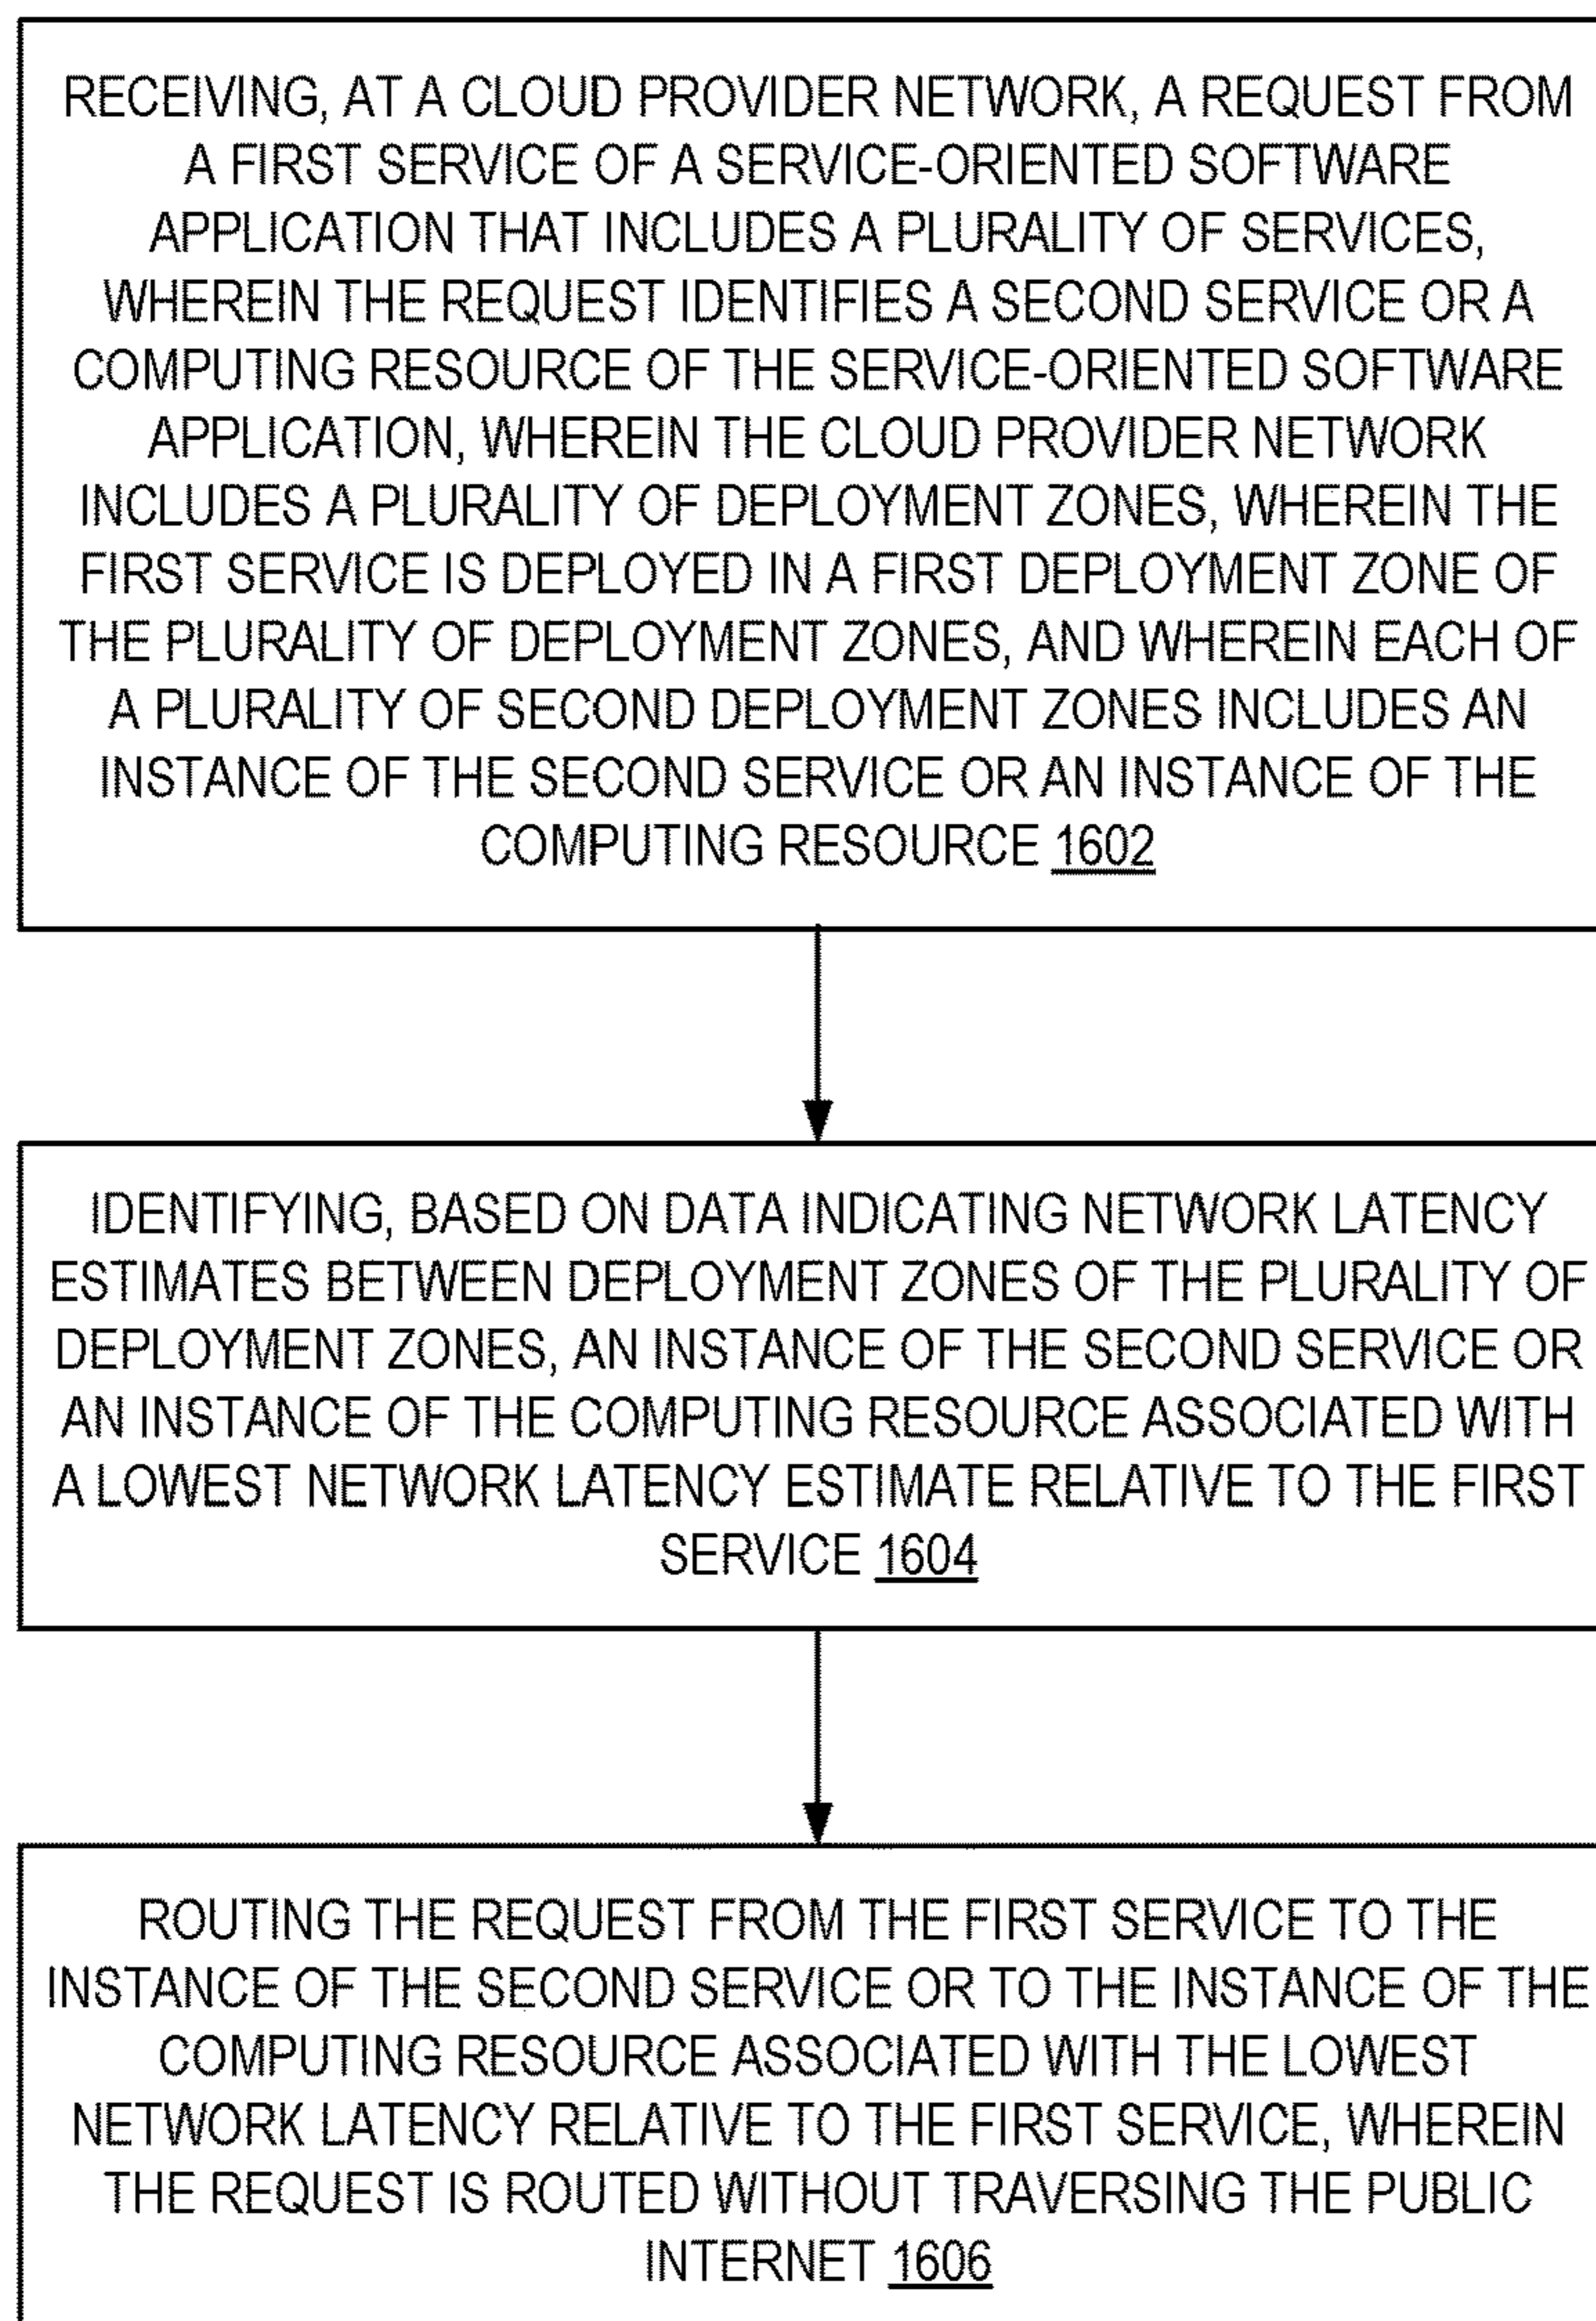 RECEIVING, AT A CLOUD PROVIDER NETWORK, A REQUEST FROM
A FIRST SERVICE OF A SERVICE-ORIENTED SOFTWARE
APPLICATION THAT INCLUDES A PLURALITY OF SERVICES,
WHEREIN THE REQUEST IDENTIFIES A SECOND SERVICE OR A
COMPUTING RESOURCE OF THE SERVICE-ORIENTED SOFTWARE
APPLICATION, WHEREIN THE CLOUD PROVIDER NETWORK
INCLUDES A PLURALITY OF DEPLOYMENT ZONES, WHEREIN THE
FIRST SERVICE IS DEPLOYED IN A FIRST DEPLOYMENT ZONE OF
THE PLURALITY OF DEPLOYMENT ZONES, AND WHEREIN EACH OF
A PLURALITY OF SECOND DEPLOYMENT ZONES INCLUDES AN
INSTANCE OF THE SECOND SERVICE OR AN INSTANCE OF THE
COMPUTING RESOURCE 1602
IDENTIFYING, BASED ON DATA INDICATING NETWORK LATENCY
ESTIMATES BETWEEN DEPLOYMENT ZONES OF THE PLURALITY OF
DEPLOYMENT ZONES, AN INSTANCE OF THE SECOND SERVICE OR
AN INSTANCE OF THE COMPUTING RESOURCE ASSOCIATED WITH
A LOWEST NETWORK LATENCY ESTIMATE RELATIVE TO THE FIRST
SERVICE 1604
ROUTING THE REQUEST FROM THE FIRST SERVICE TO THE
INSTANCE OF THE SECOND SERVICE OR TO THE INSTANCE OF THE
COMPUTING RESOURCE ASSOCIATED WITH THE LOWEST
NETWORK LATENCY RELATIVE TO THE FIRST SERVICE, WHEREIN
THE REQUEST IS ROUTED WITHOUT TRAVERSING THE PUBLIC
INTERNET 1606